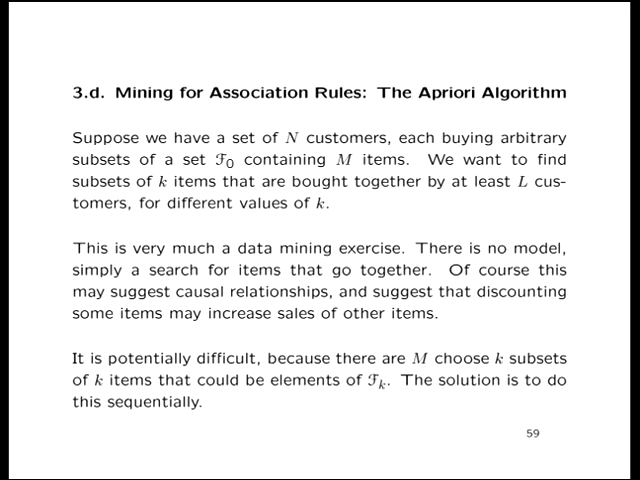 3.d. Mining for Association Rules: The Apriori Algorithm
Suppose we have a set of N customers, each buying arbitrary
subsets of a set ℱ₀ containing M items. We want to find
subsets of k items that are bought together by at least L cus-
tomers, for different values of k.
This is very much a data mining exercise. There is no model,
simply a search for items that go together. Of course this
may suggest causal relationships, and suggest that discounting
some items may increase sales of other items.
It is potentially difficult, because there are M choose k subsets
of k items that could be elements of ℱₖ. The solution is to do
this sequentially.
59